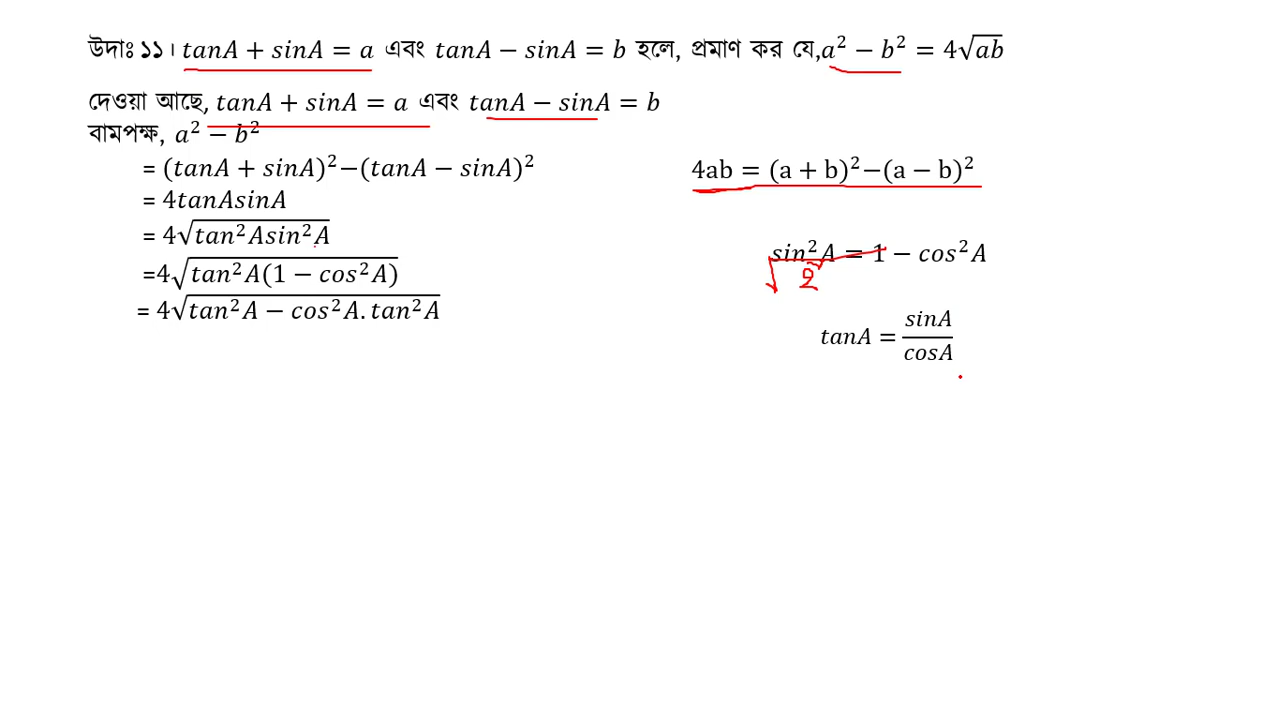 উদাঃ ১১। tanA + sinA = a এবং tanA − sinA = b হলে, প্রমাণ কর যে,a² − b² = 4√ab
দেওয়া আছে, tanA + sinA = a এবং tanA − sinA = b
বামপক্ষ, a² − b²
= (tanA + sinA)²−(tanA − sinA)²
4ab = (a + b)²−(a − b)²
= 4tanAsinA
= 4√tan²Asin²A
sin²A = 1 − cos²A
=4√tan²A(1 − cos²A)
= 4√tan²A − cos²A.tan²A
tanA = sinA/cosA